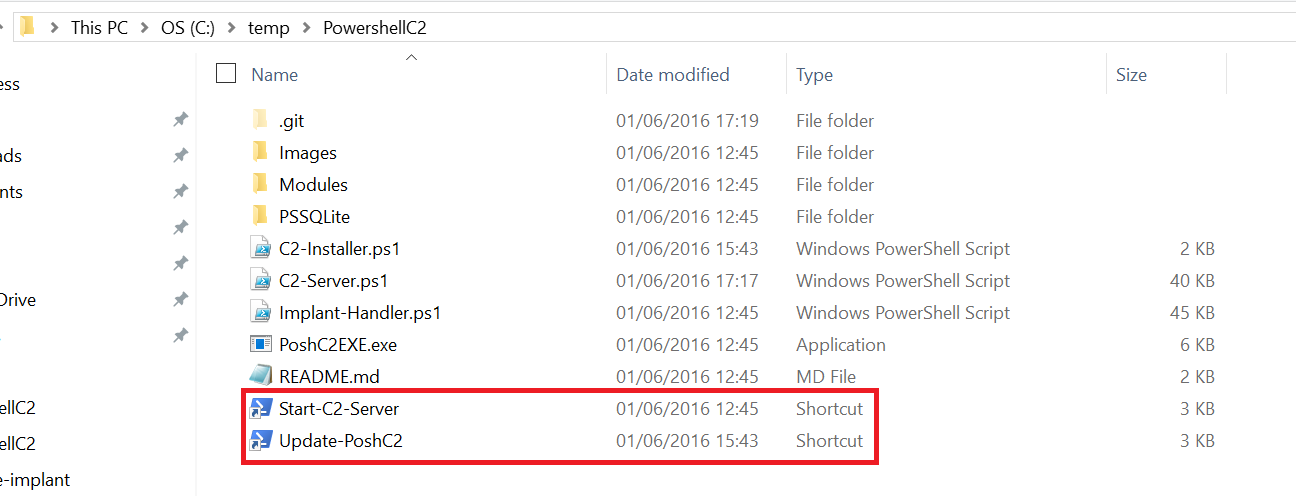 This PC > OS (C:) > temp > PowershellC2
Name Date modified Type Size
ess
.git 01/06/2016 17:19 File folder
ads
Images 01/06/2016 12:45 File folder
nts
Modules 01/06/2016 12:45 File folder
PSSQLite 01/06/2016 12:45 File folder
C2-Installer.ps1 01/06/2016 15:43 Windows PowerShell Script 2 KB
C2-Server.ps1 01/06/2016 17:17 Windows PowerShell Script 40 KB
Drive
Implant-Handler.ps1 01/06/2016 12:45 Windows PowerShell Script 45 KB
PoshC2EXE.exe 01/06/2016 12:45 Application 6 KB
README.md 01/06/2016 12:45 MD File 2 KB
ellC2
Start-C2-Server 01/06/2016 12:45 Shortcut 3 KB
ellC2
Update-PoshC2 01/06/2016 15:43 Shortcut 3 KB
e-implant